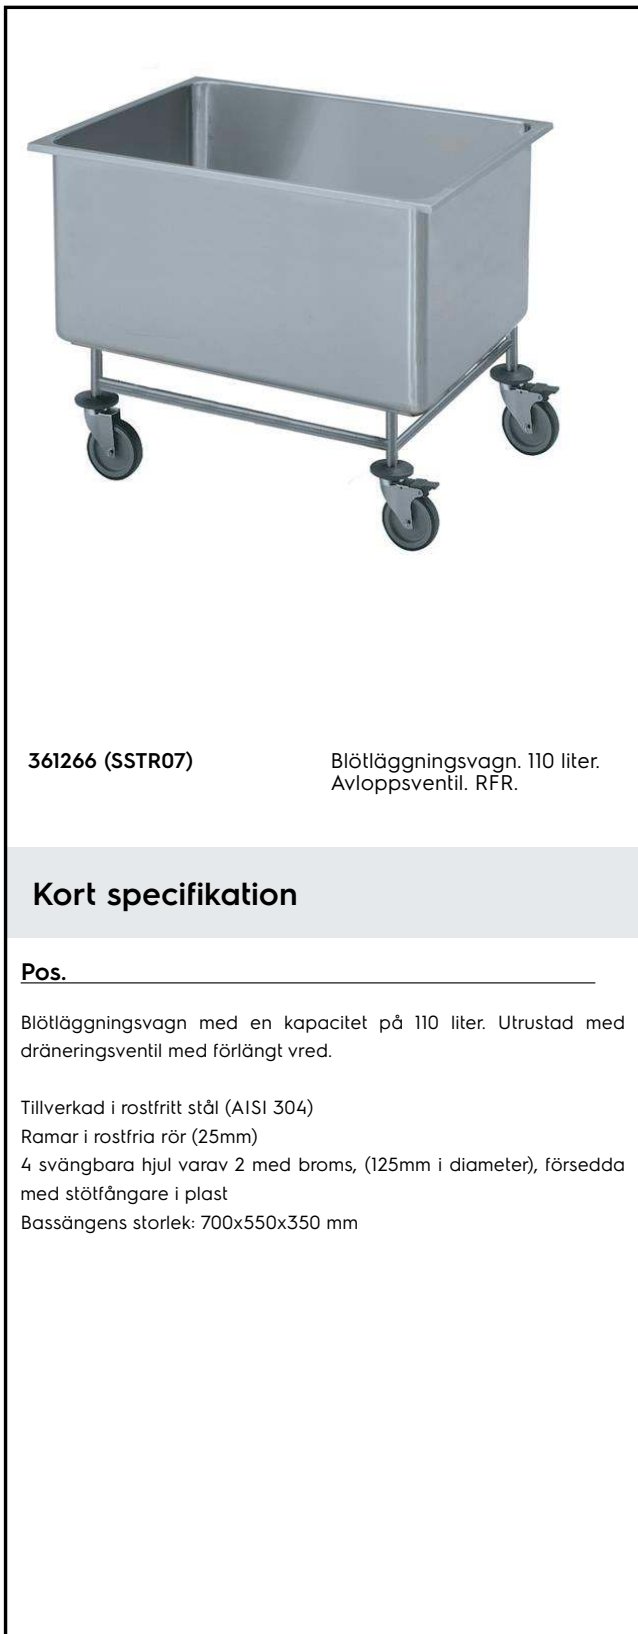 361266 (SSTR07)
Blötläggningsvagn. 110 liter.
Avloppsventil. RFR.
Kort specifikation
Pos.
Blötläggningsvagn med en kapacitet på 110 liter. Utrustad med
dräneringsventil med förlängt vred.
Tillverkad i rostfritt stål (AISI 304)
Ramar i rostfria rör (25mm)
4 svängbara hjul varav 2 med broms, (125mm i diameter), försedda
med stötfångare i plast
Bassängens storlek: 700x550x350 mm